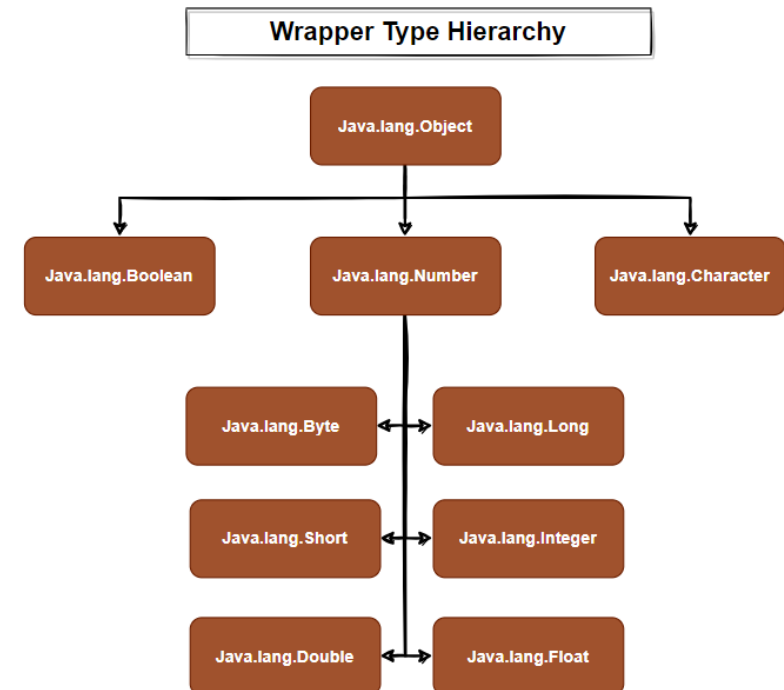 Wrapper Type Hierarchy
Java.lang.Object
Java.lang.Boolean
Java.lang.Number
Java.lang.Character
Java.lang.Byte
Java.lang.Long
Java.lang.Short
Java.lang.Integer
Java.lang.Double
Java.lang.Float